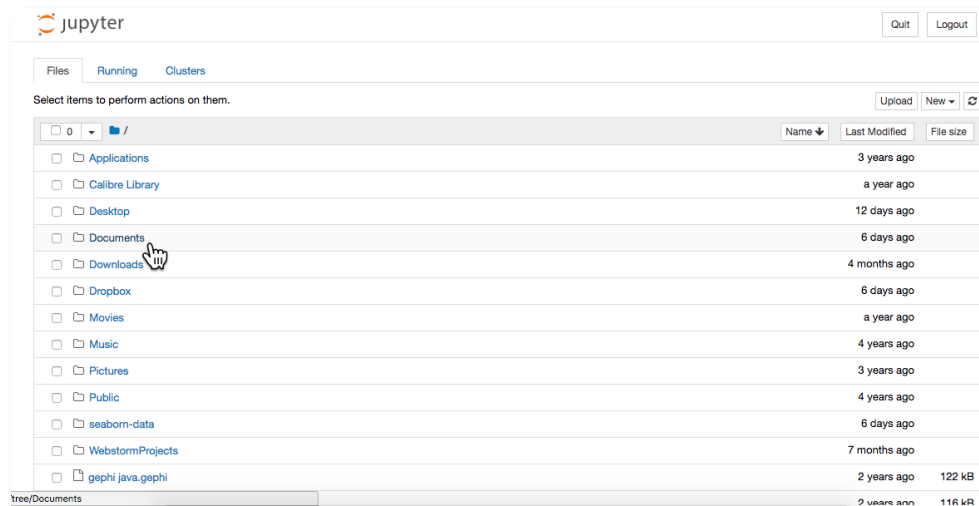 jupyter Quit Logout
Files Running Clusters
Select items to perform actions on them. Upload New
0 / Name Last Modified File size
Applications 3 years ago
Calibre Library a year ago
Desktop 12 days ago
Documents 6 days ago
Downloads 4 months ago
Dropbox 6 days ago
Movies a year ago
Music 4 years ago
Pictures 3 years ago
Public 4 years ago
seaborn-data 6 days ago
WebstormProjects 7 months ago
gephi java.gephi 2 years ago 122 kB
/tree/Documents 2 years ago 116 kB